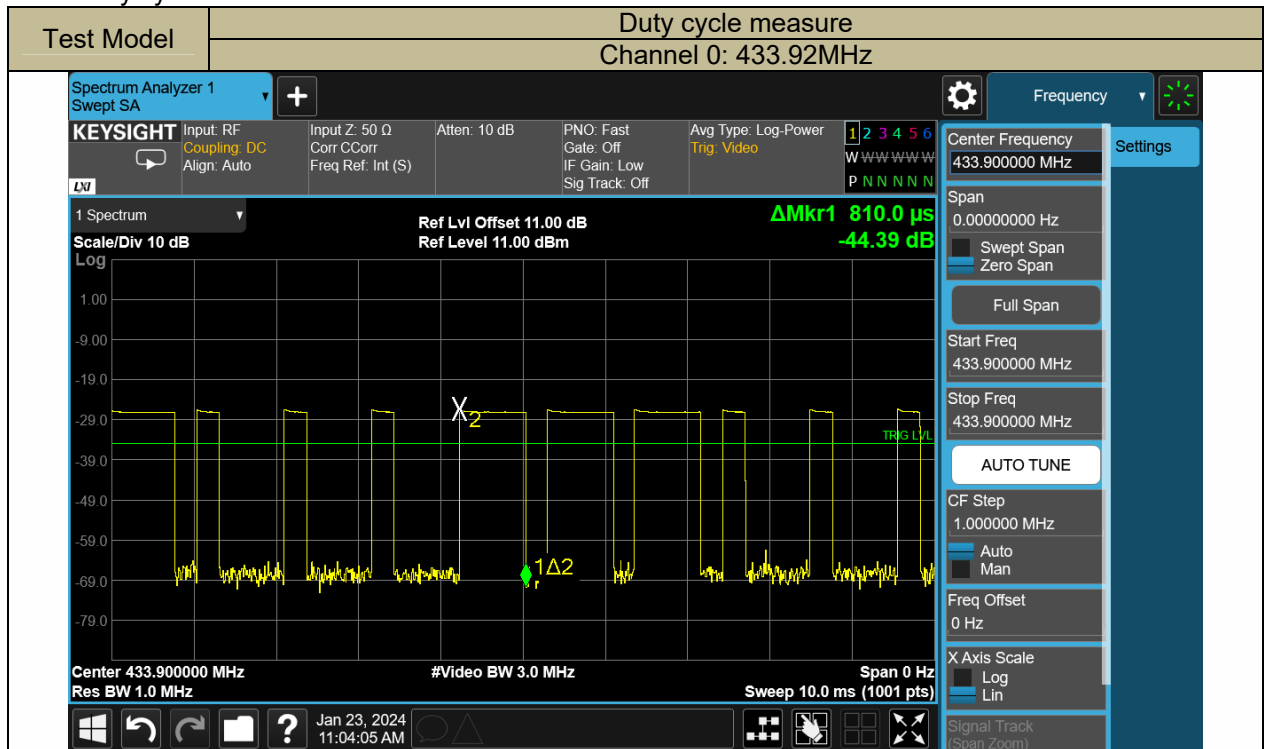 Test Model
Duty cycle measure
Channel 0: 433.92MHz
Spectrum Analyzer 1
Swept SA
Frequency
KEYSIGHT
LXI
Input: RF
Coupling: DC
Align: Auto
Input Z: 50 Ω
Corr CCorr
Freq Ref: Int (S)
Atten: 10 dB
PNO: Fast
Gate: Off
IF Gain: Low
Sig Track: Off
Avg Type: Log-Power
Trig: Video
1 2 3 4 5 6
W W W W W W
P N N N N N
1 Spectrum
Scale/Div 10 dB
Log
Ref Lvl Offset 11.00 dB
Ref Level 11.00 dBm
ΔMkr1 810.0 µs
-44.39 dB
1.00
-9.00
-19.0
-29.0
-39.0
-49.0
-59.0
-69.0
-79.0
X2
TRIG LVL
1Δ2
Center 433.900000 MHz
#Video BW 3.0 MHz
Span 0 Hz
Res BW 1.0 MHz
Sweep 10.0 ms (1001 pts)
Jan 23, 2024
11:04:05 AM
Center Frequency
433.900000 MHz
Span
0.00000000 Hz
Swept Span
Zero Span
Full Span
Start Freq
433.900000 MHz
Stop Freq
433.900000 MHz
AUTO TUNE
CF Step
1.000000 MHz
Auto
Man
Freq Offset
0 Hz
X Axis Scale
Log
Lin
Signal Track
(Span Zoom)
Settings